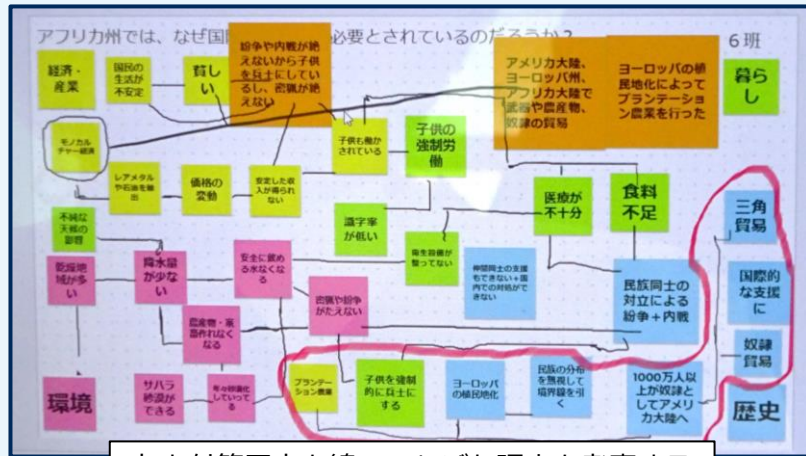 アフリカ州では、なぜ国
必要とされているのだろうか？
6班
経済・
産業
国民の
生活が
不安定
貧し
い
紛争や内戦が絶
えないから子供
を兵士にしてい
るし、密猟が絶
えない
アメリカ大陸、
ヨーロッパ州、
アフリカ大陸で
武器や農産物、
奴隷の貿易
ヨーロッパの植
民地化によって
プランテーショ
ン農業を行った
暮ら
し
モノカル
チャー経済
子供も働か
されている
子供の
強制労
働
レアメタル
や石油を輸
出
価格の
変動
安定した収
入が得られ
ない
医療が
不十分
食料
不足
三角
貿易
不純な
天候の
影響
識字率
が低い
衛生設備が
整ってない
乾燥地
域が多
い
降水量
が少ない
安全に飲め
る水なくな
る
密猟や紛争
がたえない
仲間同士の支援
もできない＋国
内での対処がで
きない
民族同士の
対立による
紛争＋内戦
国際的
な支援
に
農産物・
作れなく
なる
奴隷
貿易
環境
サハラ
砂漠が
できる
年々砂漠化
していって
る
プランテー
ション農業
子供を強制
的に兵士に
する
ヨーロッパ
の植民地化
民族の分布
を無視して
境界線を引
く
1000万人以
上が奴隷と
してアメリ
カ大陸へ
歴史